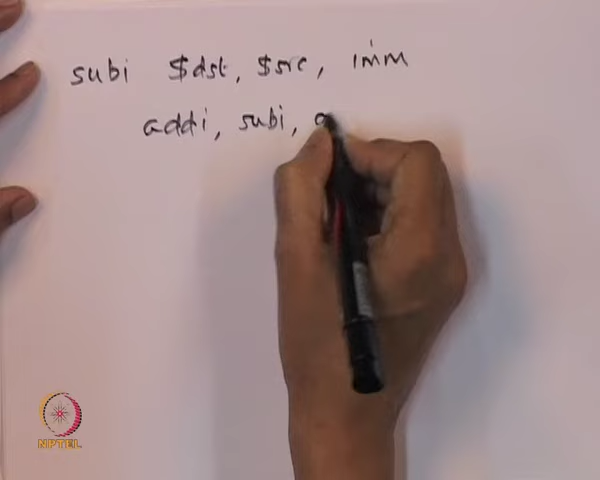 subi $dst, $src, imm
addi, subi, a
NPTEL